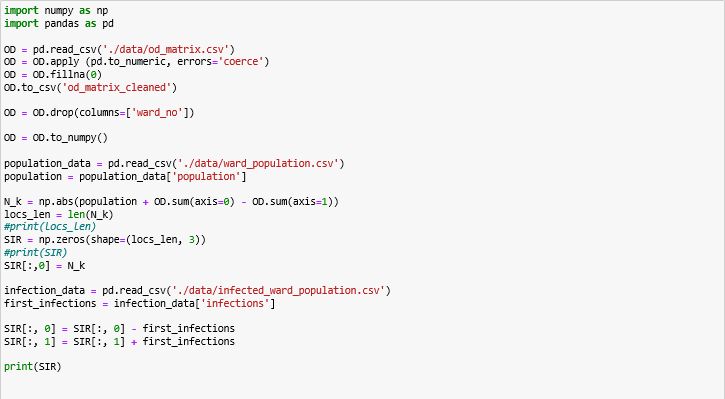 import numpy as np
import pandas as pd
OD = pd.read_csv('./data/od_matrix.csv')
OD = OD.apply (pd.to_numeric, errors='coerce')
OD = OD.fillna(0)
OD.to_csv('od_matrix_cleaned')
OD = OD.drop(columns=['ward_no'])
OD = OD.to_numpy()
population_data = pd.read_csv('./data/ward_population.csv')
population = population_data['population']
N_k = np.abs(population + OD.sum(axis=0) - OD.sum(axis=1))
locs_len = len(N_k)
#print(locs_len)
SIR = np.zeros(shape=(locs_len, 3))
#print(SIR)
SIR[:,0] = N_k
infection_data = pd.read_csv('./data/infected_ward_population.csv')
first_infections = infection_data['infections']
SIR[:, 0] = SIR[:, 0] - first_infections
SIR[:, 1] = SIR[:, 1] + first_infections
print(SIR)